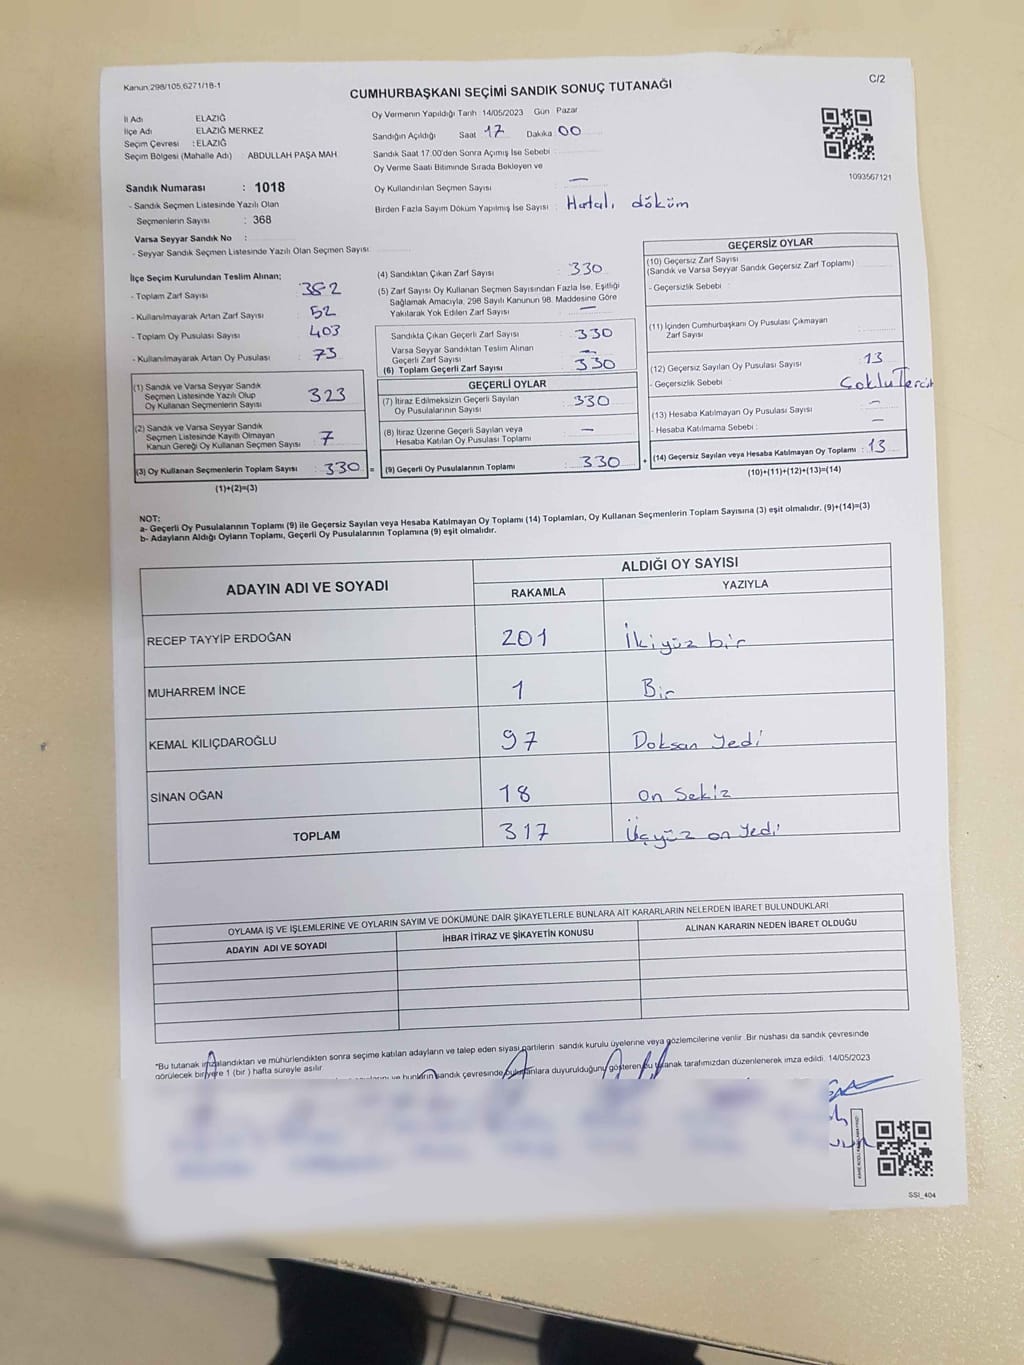 Kanun:298/105,6271/18-1
C/2
CUMHURBAŞKANI SEÇİMİ SANDIK SONUÇ TUTANAĞI
İl Adı ELAZIĞ
İlçe Adı ELAZIĞ MERKEZ
Seçim Çevresi : ELAZIĞ
Seçim Bölgesi (Mahalle Adı) : ABDULLAH PAŞA MAH.
Oy Vermenin Yapıldığı Tarih 14/05/2023 Gün Pazar
Sandığın Açıldığı Saat 17 Dakika 00
Sandık Saat 17:00'den Sonra Açımış İse Sebebi :
Oy Verme Saati Bitiminde Sırada Bekleyen ve
Oy Kullandırılan Seçmen Sayısı : —
Birden Fazla Sayım Döküm Yapılmış İse Sayısı : Hatalı döküm
1093567121
Sandık Numarası : 1018
- Sandık Seçmen Listesinde Yazılı Olan
Seçmenlerin Sayısı : 368
Varsa Seyyar Sandık No :
- Seyyar Sandık Seçmen Listesinde Yazılı Olan Seçmen Sayısı:
İlçe Seçim Kurulundan Teslim Alınan;
- Toplam Zarf Sayısı : 382
- Kullanılmayarak Artan Zarf Sayısı : 52
- Toplam Oy Pusulası Sayısı : 403
- Kullanılmayarak Artan Oy Pusulası : 73
(1) Sandık ve Varsa Seyyar Sandık
Seçmen Listesinde Yazılı Olup
Oy Kullanan Seçmenlerin Sayısı : 323
(2) Sandık ve Varsa Seyyar Sandık
Seçmen Listesinde Kayıtlı Olmayan
Kanun Gereği Oy Kullanan Seçmen Sayısı : 7
(3) Oy Kullanan Seçmenlerin Toplam Sayısı : 330 =
(1)+(2)=(3)
(4) Sandıktan Çıkan Zarf Sayısı : 330
(5) Zarf Sayısı Oy Kullanan Seçmen Sayısından Fazla İse, Eşitliği
Sağlamak Amacıyla, 298 Sayılı Kanunun 98. Maddesine Göre
Yakılarak Yok Edilen Zarf Sayısı : —
Sandıkta Çıkan Geçerli Zarf Sayısı : 330
Varsa Seyyar Sandıktan Teslim Alınan
Geçerli Zarf Sayısı : —
(6) Toplam Geçerli Zarf Sayısı : 330
GEÇERLİ OYLAR
(7) İtiraz Edilmeksizin Geçerli Sayılan
Oy Pusulalarının Sayısı : 330
(8) İtiraz Üzerine Geçerli Sayılan veya
Hesaba Katılan Oy Pusulası Toplamı : —
(9) Geçerli Oy Pusulalarının Toplamı : 330 +
GEÇERSİZ OYLAR
(10) Geçersiz Zarf Sayısı
(Sandık ve Varsa Seyyar Sandık Geçersiz Zarf Toplamı) :
- Geçersizlik Sebebi :
(11) İçinden Cumhurbaşkanı Oy Pusulası Çıkmayan
Zarf Sayısı :
(12) Geçersiz Sayılan Oy Pusulası Sayısı : 13
- Geçersizlik Sebebi : Çoklu Tercih
(13) Hesaba Katılmayan Oy Pusulası Sayısı : —
- Hesaba Katılmama Sebebi : —
(14) Geçersiz Sayılan veya Hesaba Katılmayan Oy Toplamı : 13
(10)+(11)+(12)+(13)=(14)
NOT:
a- Geçerli Oy Pusulalarının Toplamı (9) ile Geçersiz Sayılan veya Hesaba Katılmayan Oy Toplamı (14) Toplamları, Oy Kullanan Seçmenlerin Toplam Sayısına (3) eşit olmalıdır. (9)+(14)=(3)
b- Adayların Aldığı Oyların Toplamı, Geçerli Oy Pusulalarının Toplamına (9) eşit olmalıdır.
ADAYIN ADI VE SOYADI ALDIĞI OY SAYISI
RAKAMLA YAZIYLA
RECEP TAYYİP ERDOĞAN 201 İkiyüz bir
MUHARREM İNCE 1 Bir
KEMAL KILIÇDAROĞLU 97 Doksan Yedi
SİNAN OĞAN 18 On Sekiz
TOPLAM 317 Üçyüz on Yedi
OYLAMA İŞ VE İŞLEMLERİNE VE OYLARIN SAYIM VE DÖKÜMÜNE DAİR ŞİKAYETLERLE BUNLARA AİT KARARLARIN NELERDEN İBARET BULUNDUKLARI
ADAYIN ADI VE SOYADI İHBAR İTİRAZ VE ŞİKAYETİN KONUSU ALINAN KARARIN NEDEN İBARET OLDUĞU
*Bu tutanak imzalandıktan ve mühürlendikten sonra seçime katılan adayların ve talep eden siyasi partilerin sandık kurulu üyelerine veya gözlemcilerine verilir. Bir nüshası da sandık çevresinde
görülecek bir yere 1 (bir) hafta süreyle asılır.
ve bunların sandık çevresinde bulunanlara duyurulduğunu gösteren bu tutanak tarafımızdan düzenlenerek imza edildi. 14/05/2023
SSI_404